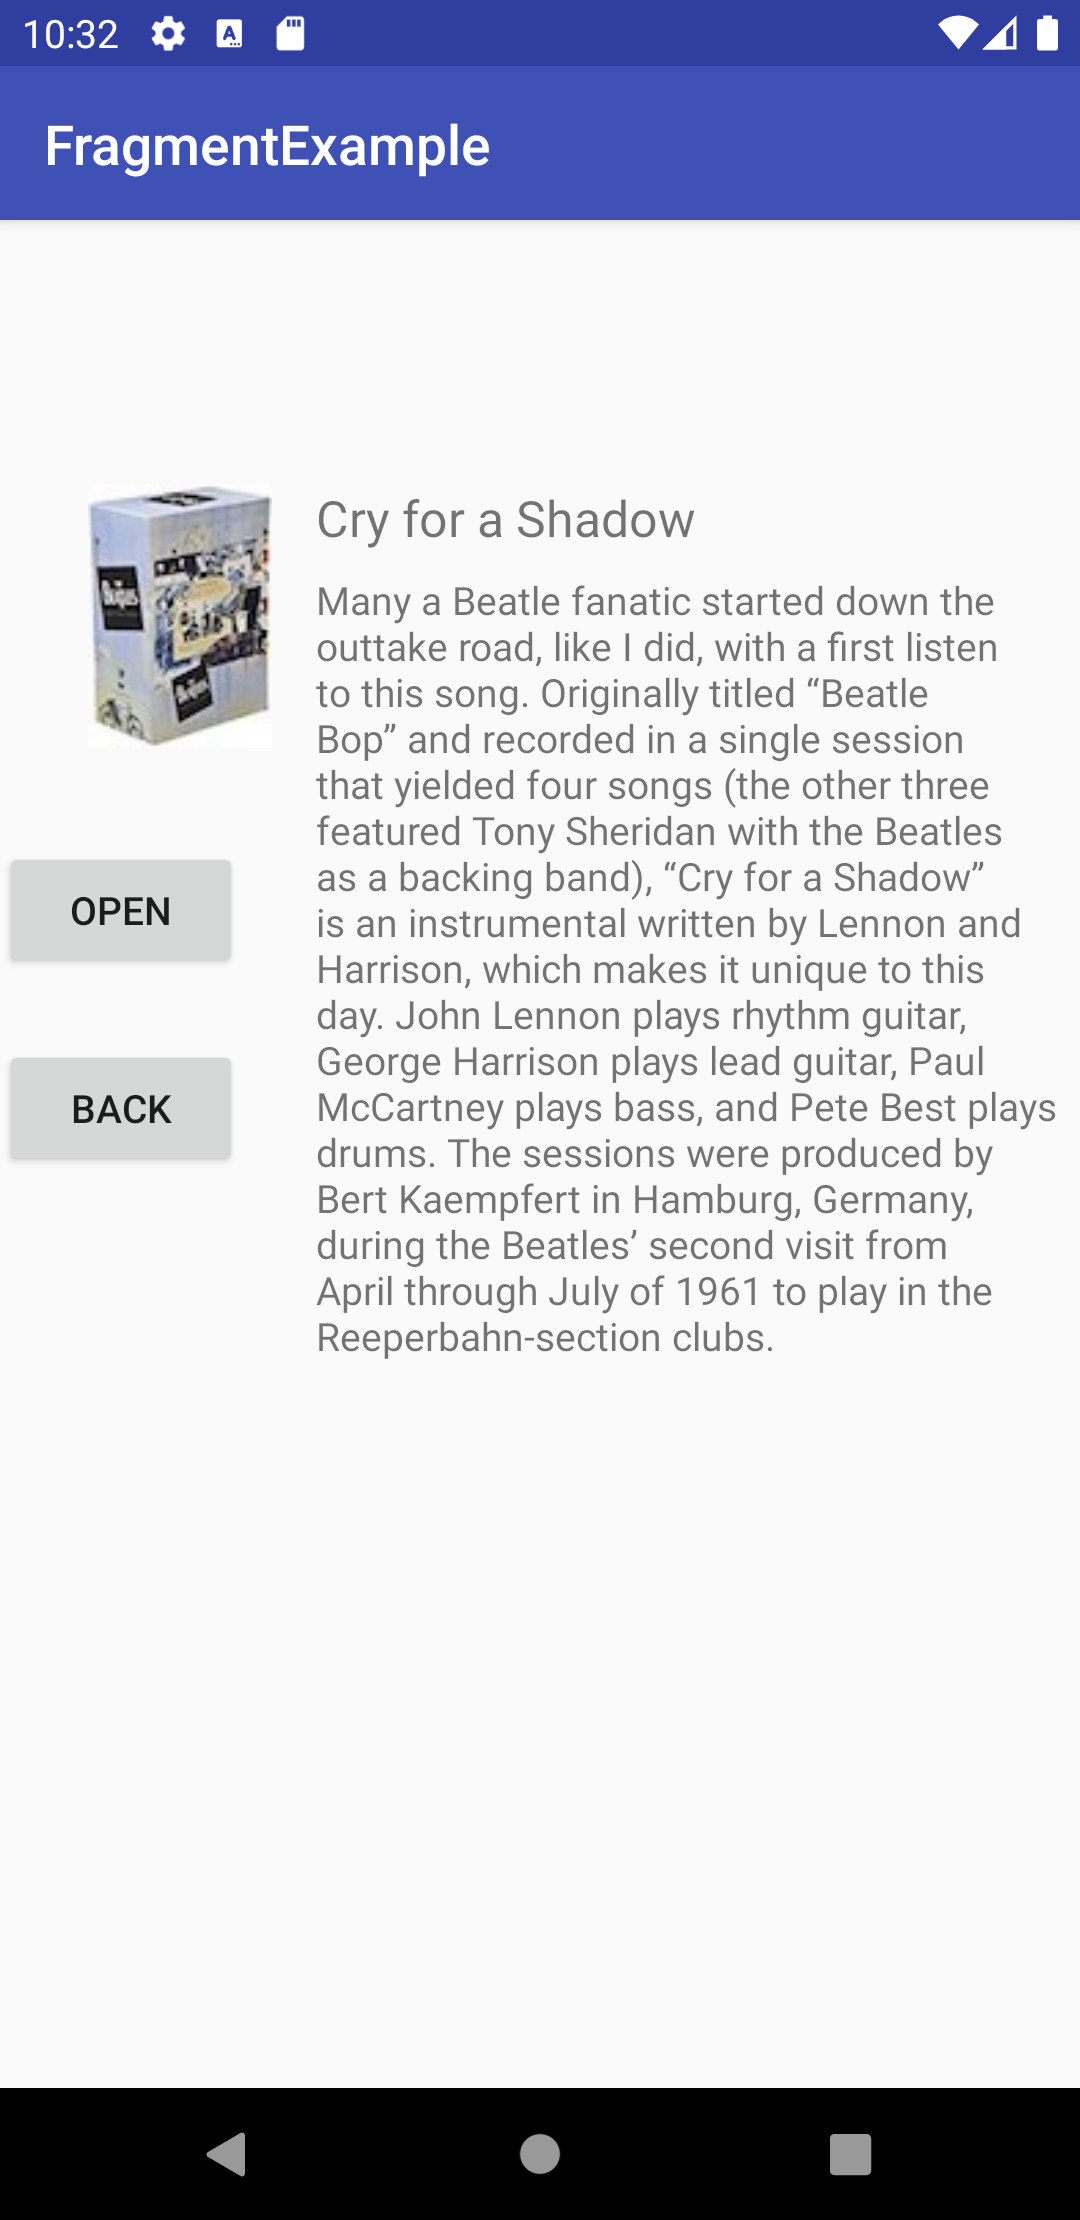 10:32
FragmentExample
Cry for a Shadow
Many a Beatle fanatic started down the
outtake road, like I did, with a first listen
to this song. Originally titled “Beatle
Bop” and recorded in a single session
that yielded four songs (the other three
featured Tony Sheridan with the Beatles
as a backing band), “Cry for a Shadow”
is an instrumental written by Lennon and
Harrison, which makes it unique to this
day. John Lennon plays rhythm guitar,
George Harrison plays lead guitar, Paul
McCartney plays bass, and Pete Best plays
drums. The sessions were produced by
Bert Kaempfert in Hamburg, Germany,
during the Beatles’ second visit from
April through July of 1961 to play in the
Reeperbahn-section clubs.
OPEN
BACK